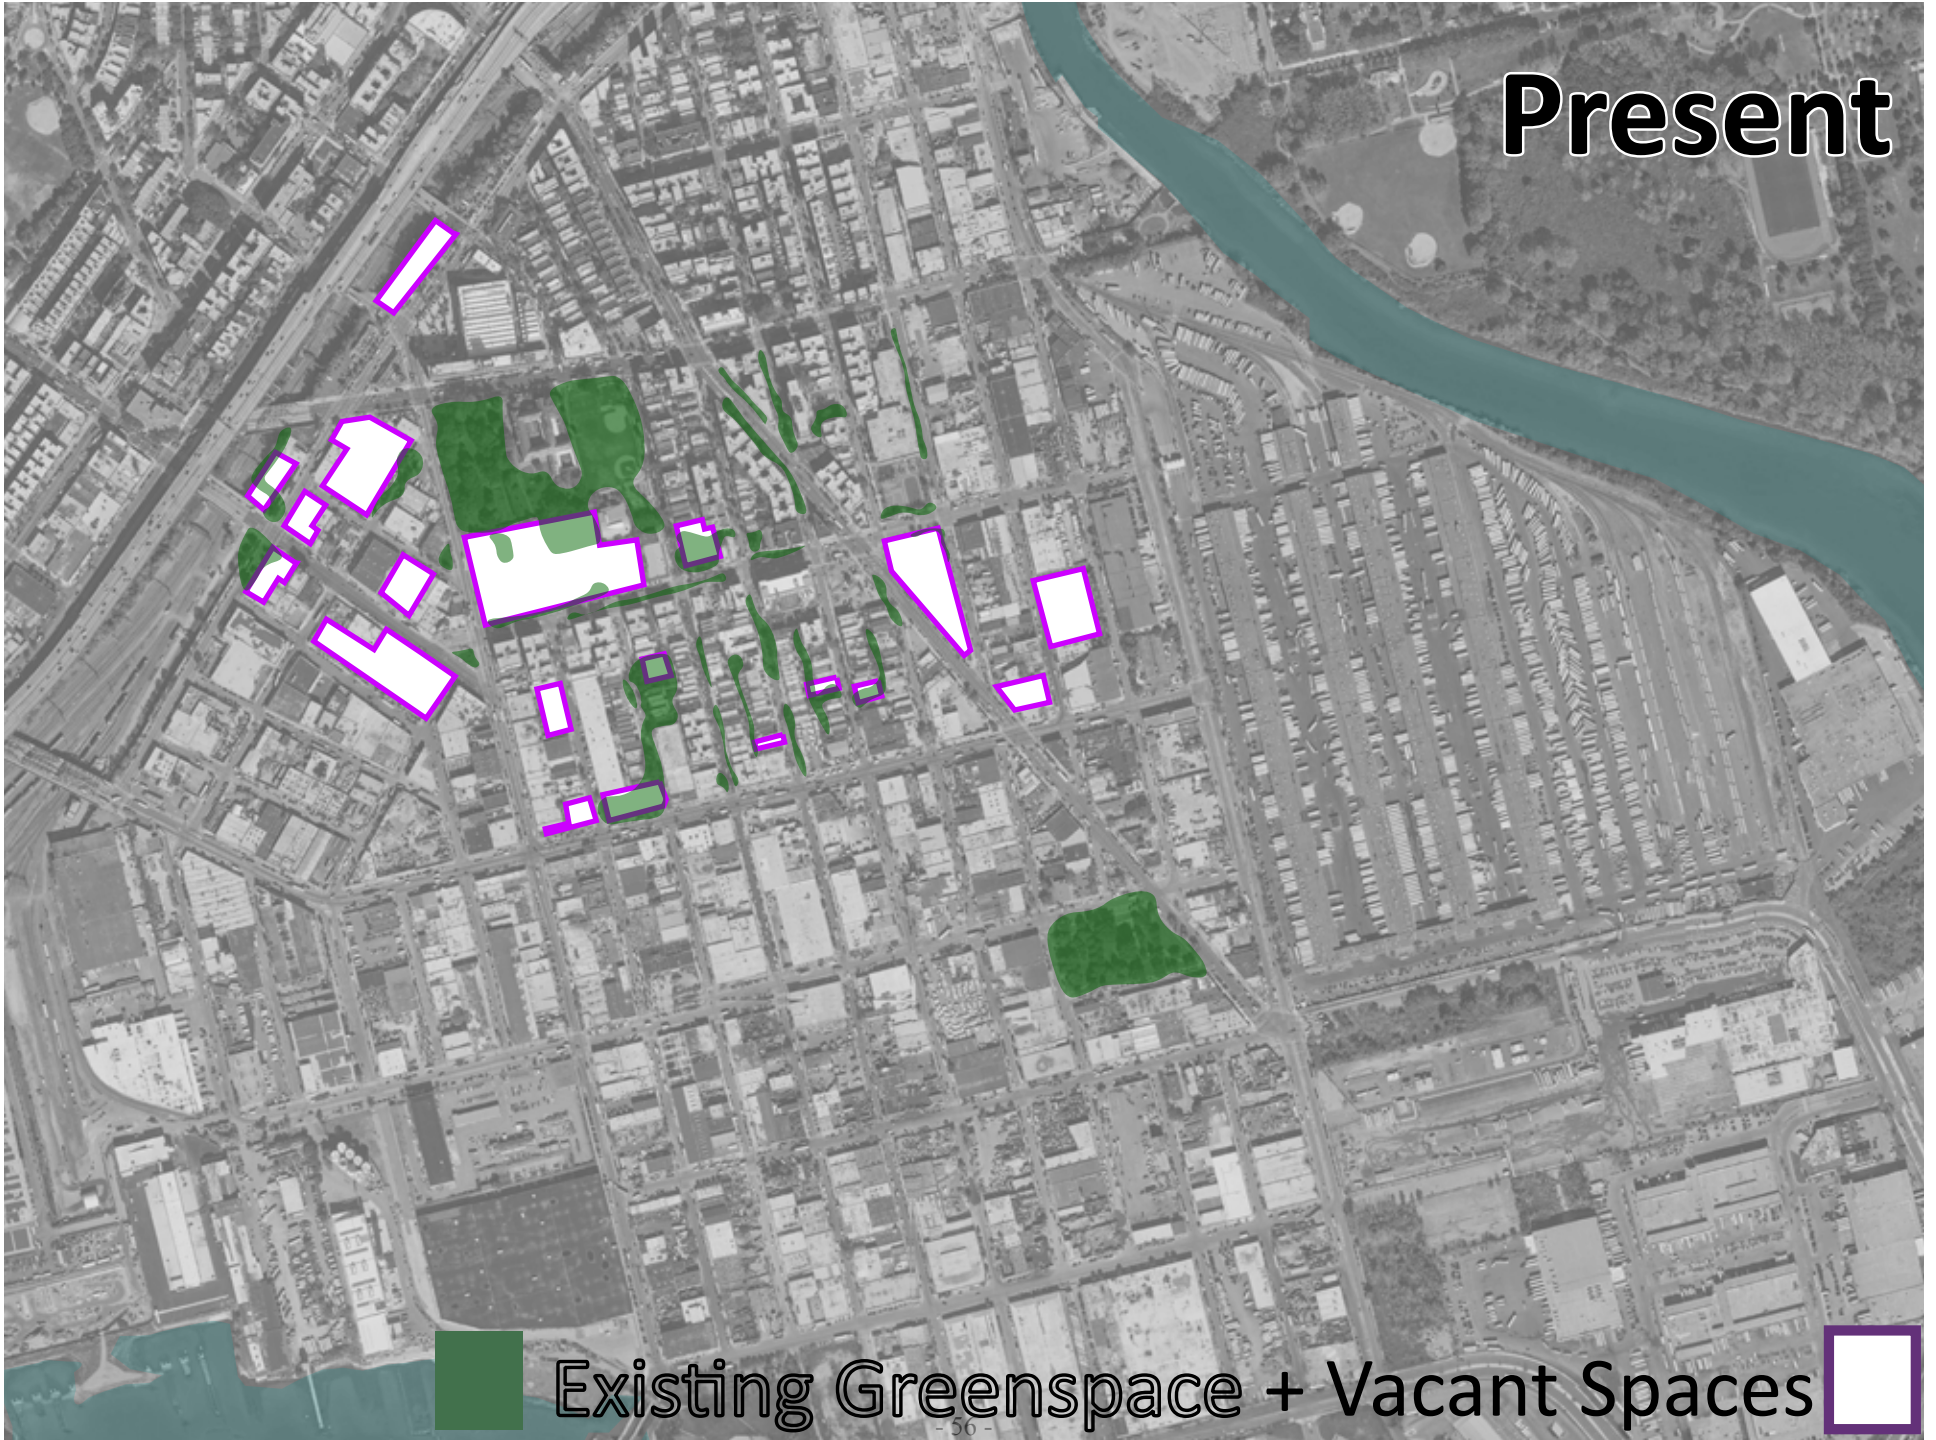 Present
Existing Greenspace + Vacant Spaces
- 56 -